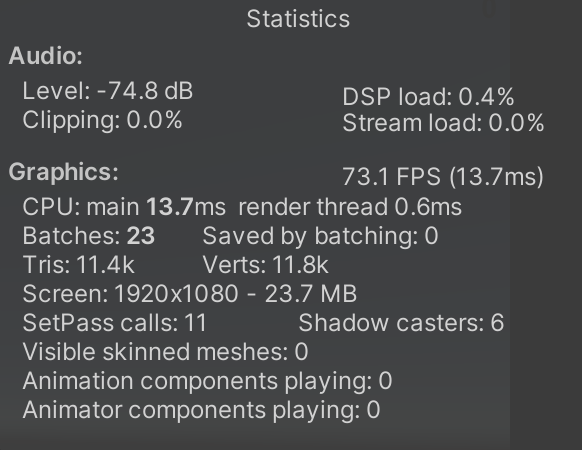 Statistics
Audio:
Level: -74.8 dB
DSP load: 0.4%
Clipping: 0.0%
Stream load: 0.0%
Graphics:
73.1 FPS (13.7ms)
CPU: main 13.7ms render thread 0.6ms
Batches: 23 Saved by batching: 0
Tris: 11.4k Verts: 11.8k
Screen: 1920x1080 - 23.7 MB
SetPass calls: 11 Shadow casters: 6
Visible skinned meshes: 0
Animation components playing: 0
Animator components playing: 0